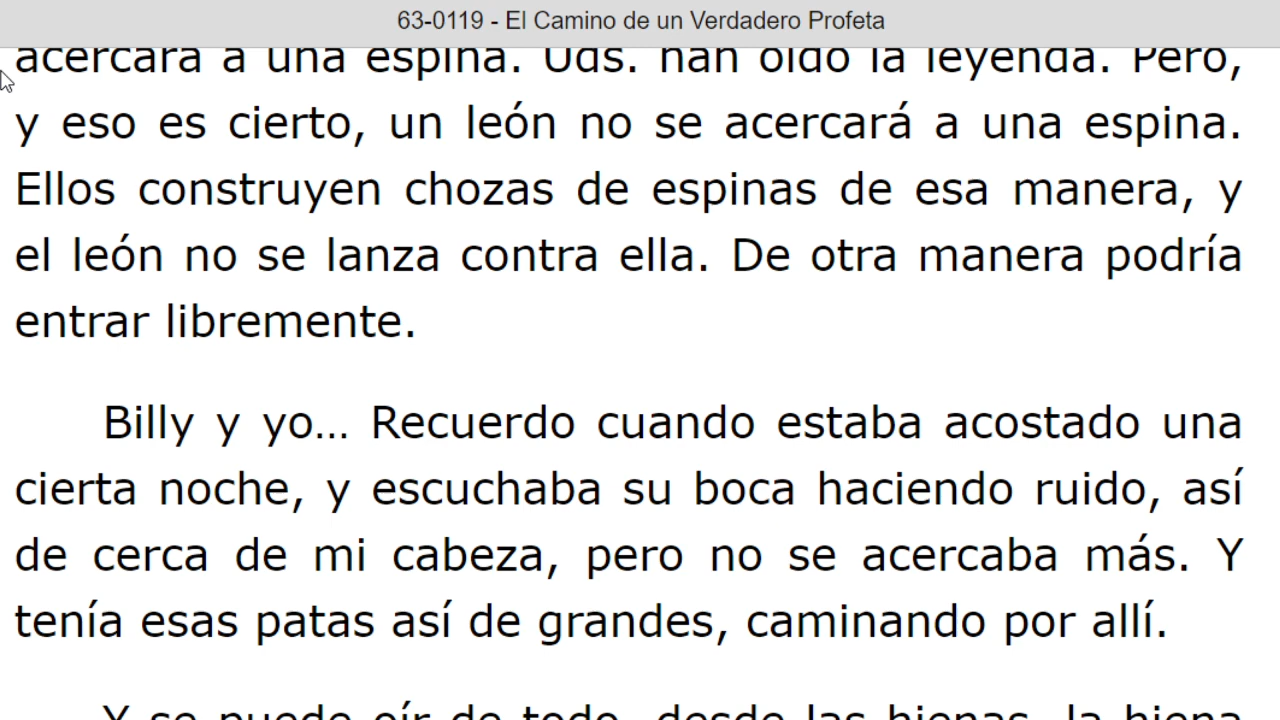 63-0119 - El Camino de un Verdadero Profeta
acercará a una espina. Uds. han oído la leyenda. Pero,
y eso es cierto, un león no se acercará a una espina.
Ellos construyen chozas de espinas de esa manera, y
el león no se lanza contra ella. De otra manera podría
entrar libremente.
Billy y yo… Recuerdo cuando estaba acostado una
cierta noche, y escuchaba su boca haciendo ruido, así
de cerca de mi cabeza, pero no se acercaba más. Y
tenía esas patas así de grandes, caminando por allí.
Y se puede oír de todo, desde las hienas, la hiena